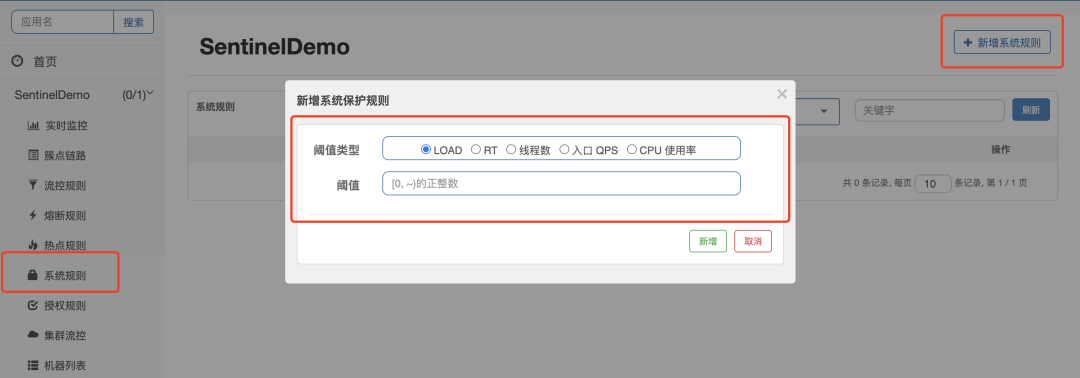 应用名 搜索
首页
SentinelDemo (0/1)
实时监控
簇点链路
流控规则
熔断规则
热点规则
系统规则
授权规则
集群流控
机器列表
SentinelDemo
+ 新增系统规则
系统规则
关键字 刷新
操作
共 0 条记录, 每页 10 条记录, 第 1 / 1 页
新增系统保护规则 ×
阈值类型 LOAD RT 线程数 入口 QPS CPU 使用率
阈值 [0, ~)的正整数
新增 取消